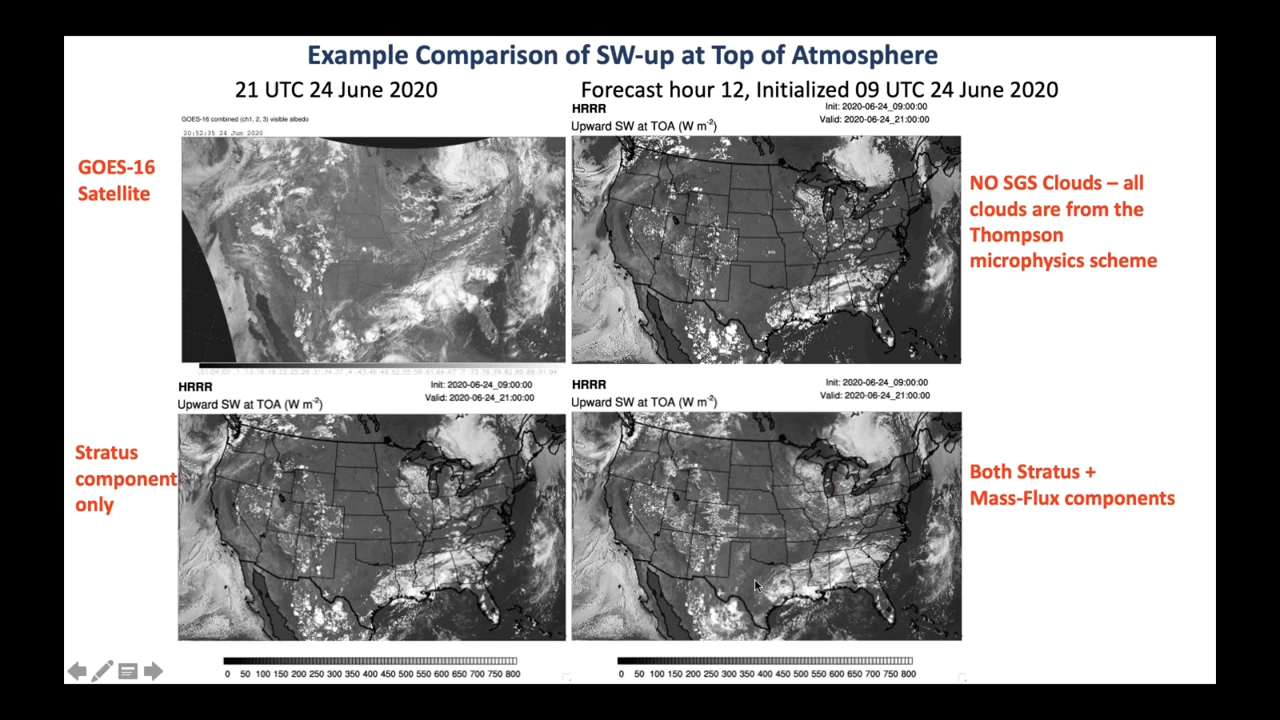 Example Comparison of SW-up at Top of Atmosphere
21 UTC 24 June 2020
Forecast hour 12, Initialized 09 UTC 24 June 2020
GOES-16 combined (ch1, 2, 3) visible albedo
20:52:35 24 Jun 2020
GOES-16
Satellite
HRRR
Init: 2020-06-24_09:00:00
Upward SW at TOA (W m-2)
Valid: 2020-06-24_21:00:00
NO SGS Clouds – all
clouds are from the
Thompson
microphysics scheme
HRRR
Init: 2020-06-24_09:00:00
Upward SW at TOA (W m-2)
Valid: 2020-06-24_21:00:00
Stratus
component
only
0 50 100 150 200 250 300 350 400 450 500 550 600 650 700 750 800
HRRR
Init: 2020-06-24_09:00:00
Upward SW at TOA (W m-2)
Valid: 2020-06-24_21:00:00
Both Stratus +
Mass-Flux components
0 50 100 150 200 250 300 350 400 450 500 550 600 650 700 750 800